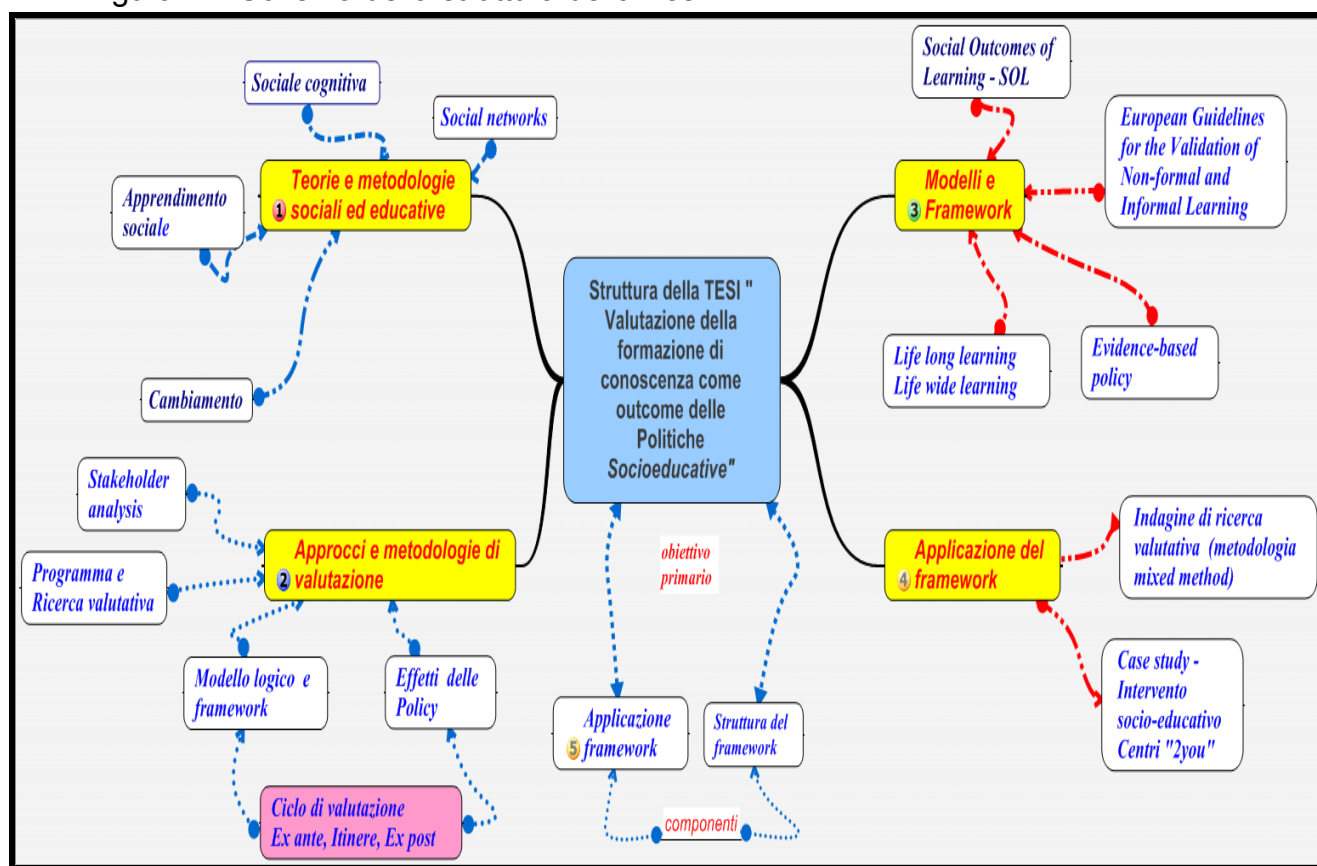 Sociale cognitiva
Social networks
Teorie e metodologie
1 sociali ed educative
Apprendimento
sociale
Cambiamento
Stakeholder
analysis
Programma e
Ricerca valutativa
Approcci e metodologie di
2 valutazione
Modello logico e
framework
Effetti delle
Policy
Ciclo di valutazione
Ex ante, Itinere, Ex post
Struttura della TESI "
Valutazione della
formazione di
conoscenza come
outcome delle
Politiche
Socioeducative"
obiettivo
primario
Applicazione
5 framework
Struttura del
framework
componenti
Social Outcomes of
Learning - SOL
European Guidelines
for the Validation of
Non-formal and
Informal Learning
Modelli e
3 Framework
Life long learning
Life wide learning
Evidence-based
policy
Applicazione del
4 framework
Indagine di ricerca
valutativa (metodologia
mixed method)
Case study -
Intervento
socio-educativo
Centri "2you"